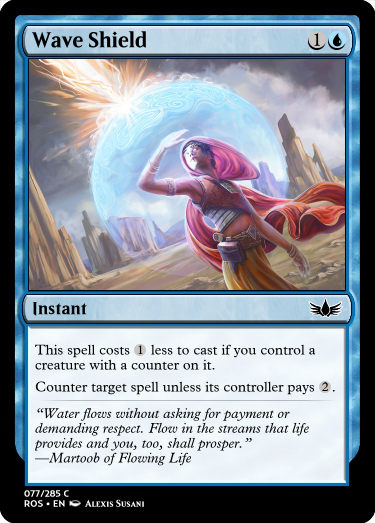 Wave Shield 1
Instant
This spell costs 1 less to cast if you control a
creature with a counter on it.
Counter target spell unless its controller pays 2.
“Water flows without asking for payment or
demanding respect. Flow in the streams that life
provides and you, too, shall prosper.”
—Martoob of Flowing Life
077/285 C
ROS • EN Alexis Susani